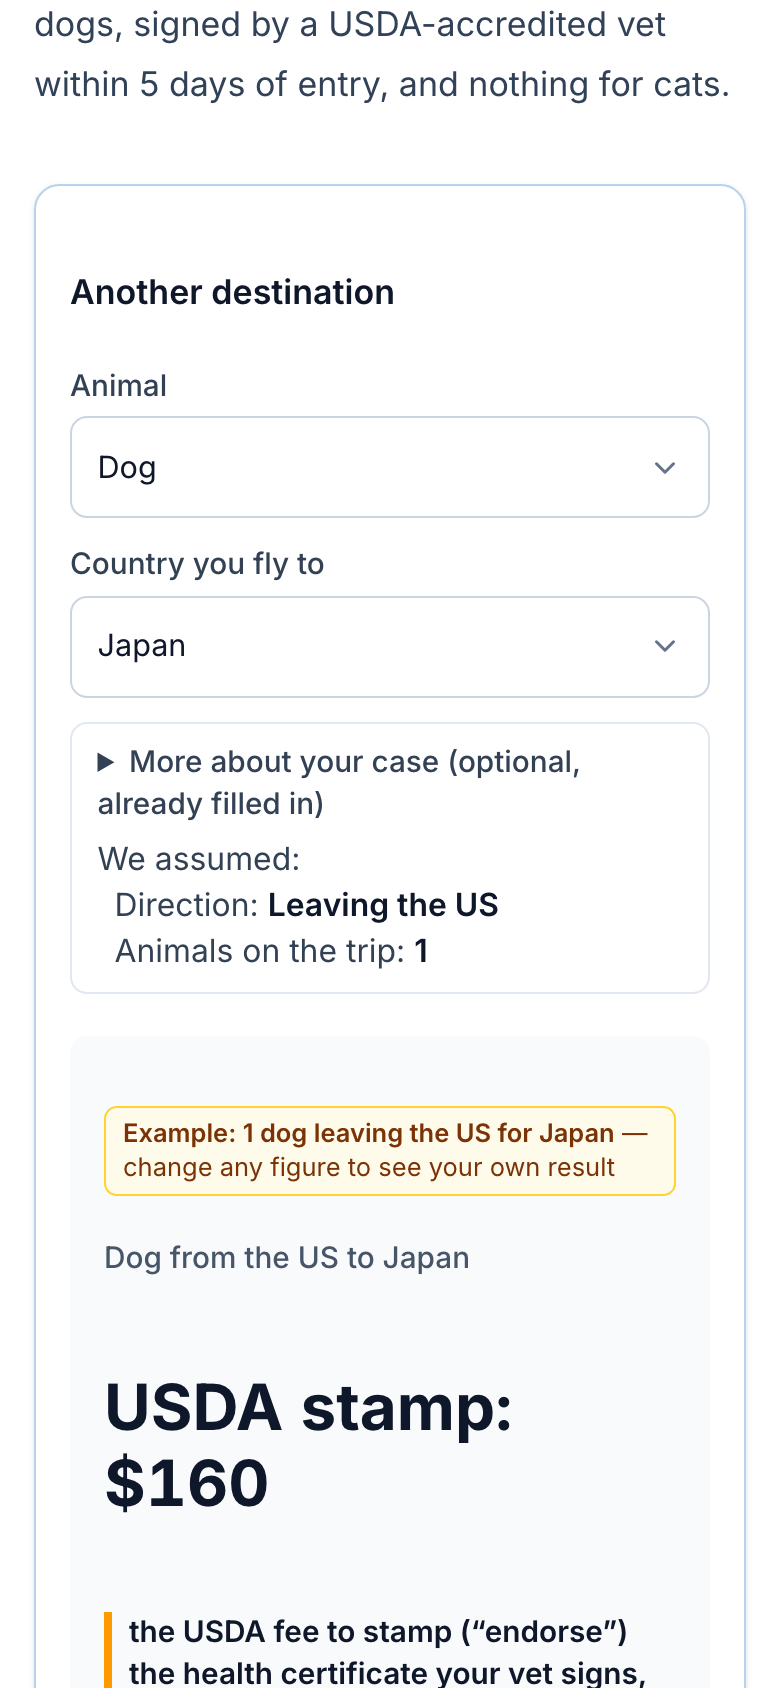 dogs, signed by a USDA-accredited vet
within 5 days of entry, and nothing for cats.
Another destination
Animal
Dog
Country you fly to
Japan
▶ More about your case (optional,
already filled in)
We assumed:
Direction: Leaving the US
Animals on the trip: 1
Example: 1 dog leaving the US for Japan —
change any figure to see your own result
Dog from the US to Japan
USDA stamp:
$160
the USDA fee to stamp (“endorse”)
the health certificate your vet signs,